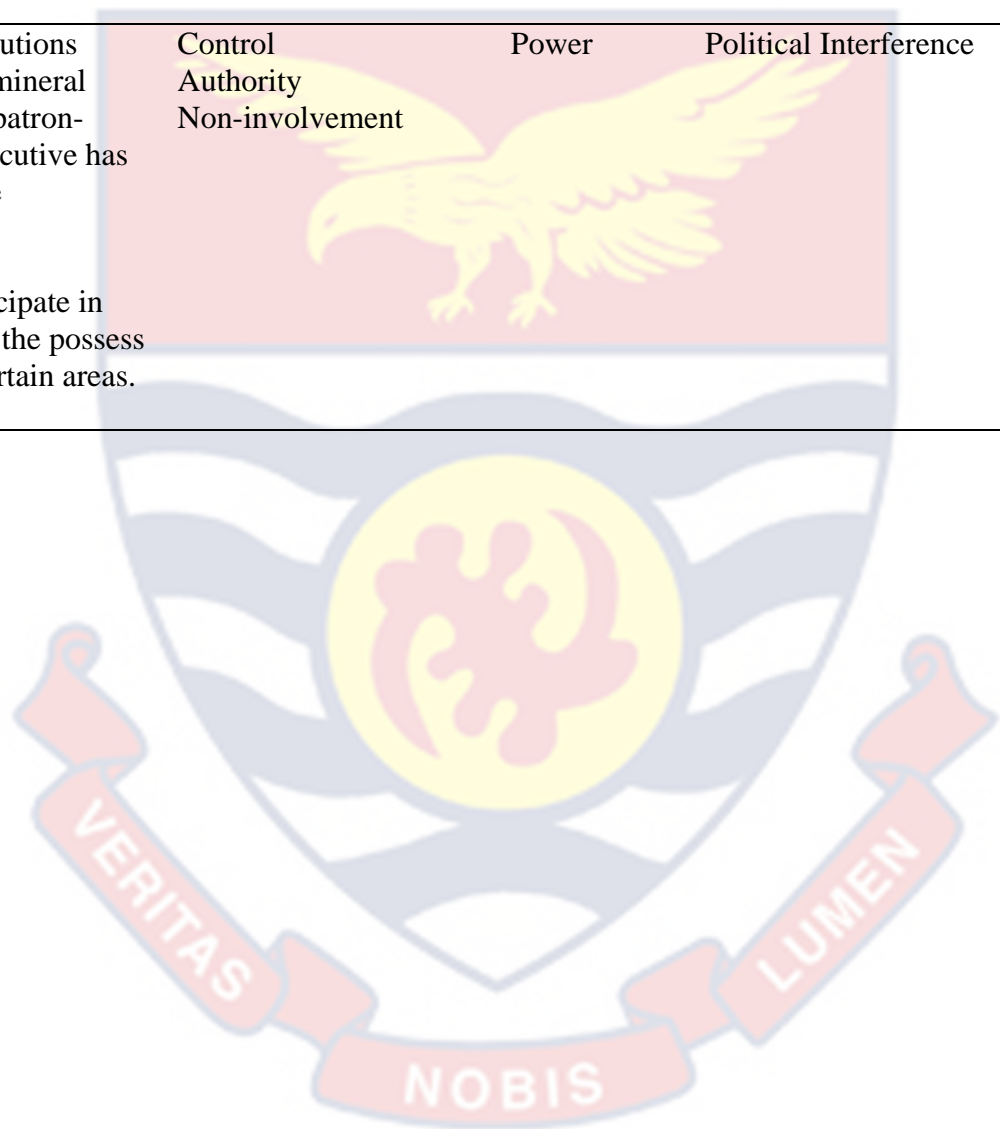 utions Control Power Political Interference
mineral Authority
patron- Non-involvement
cutive has
cipate in
the possess
rtain areas.
VERITAS
NOBIS
LUMEN